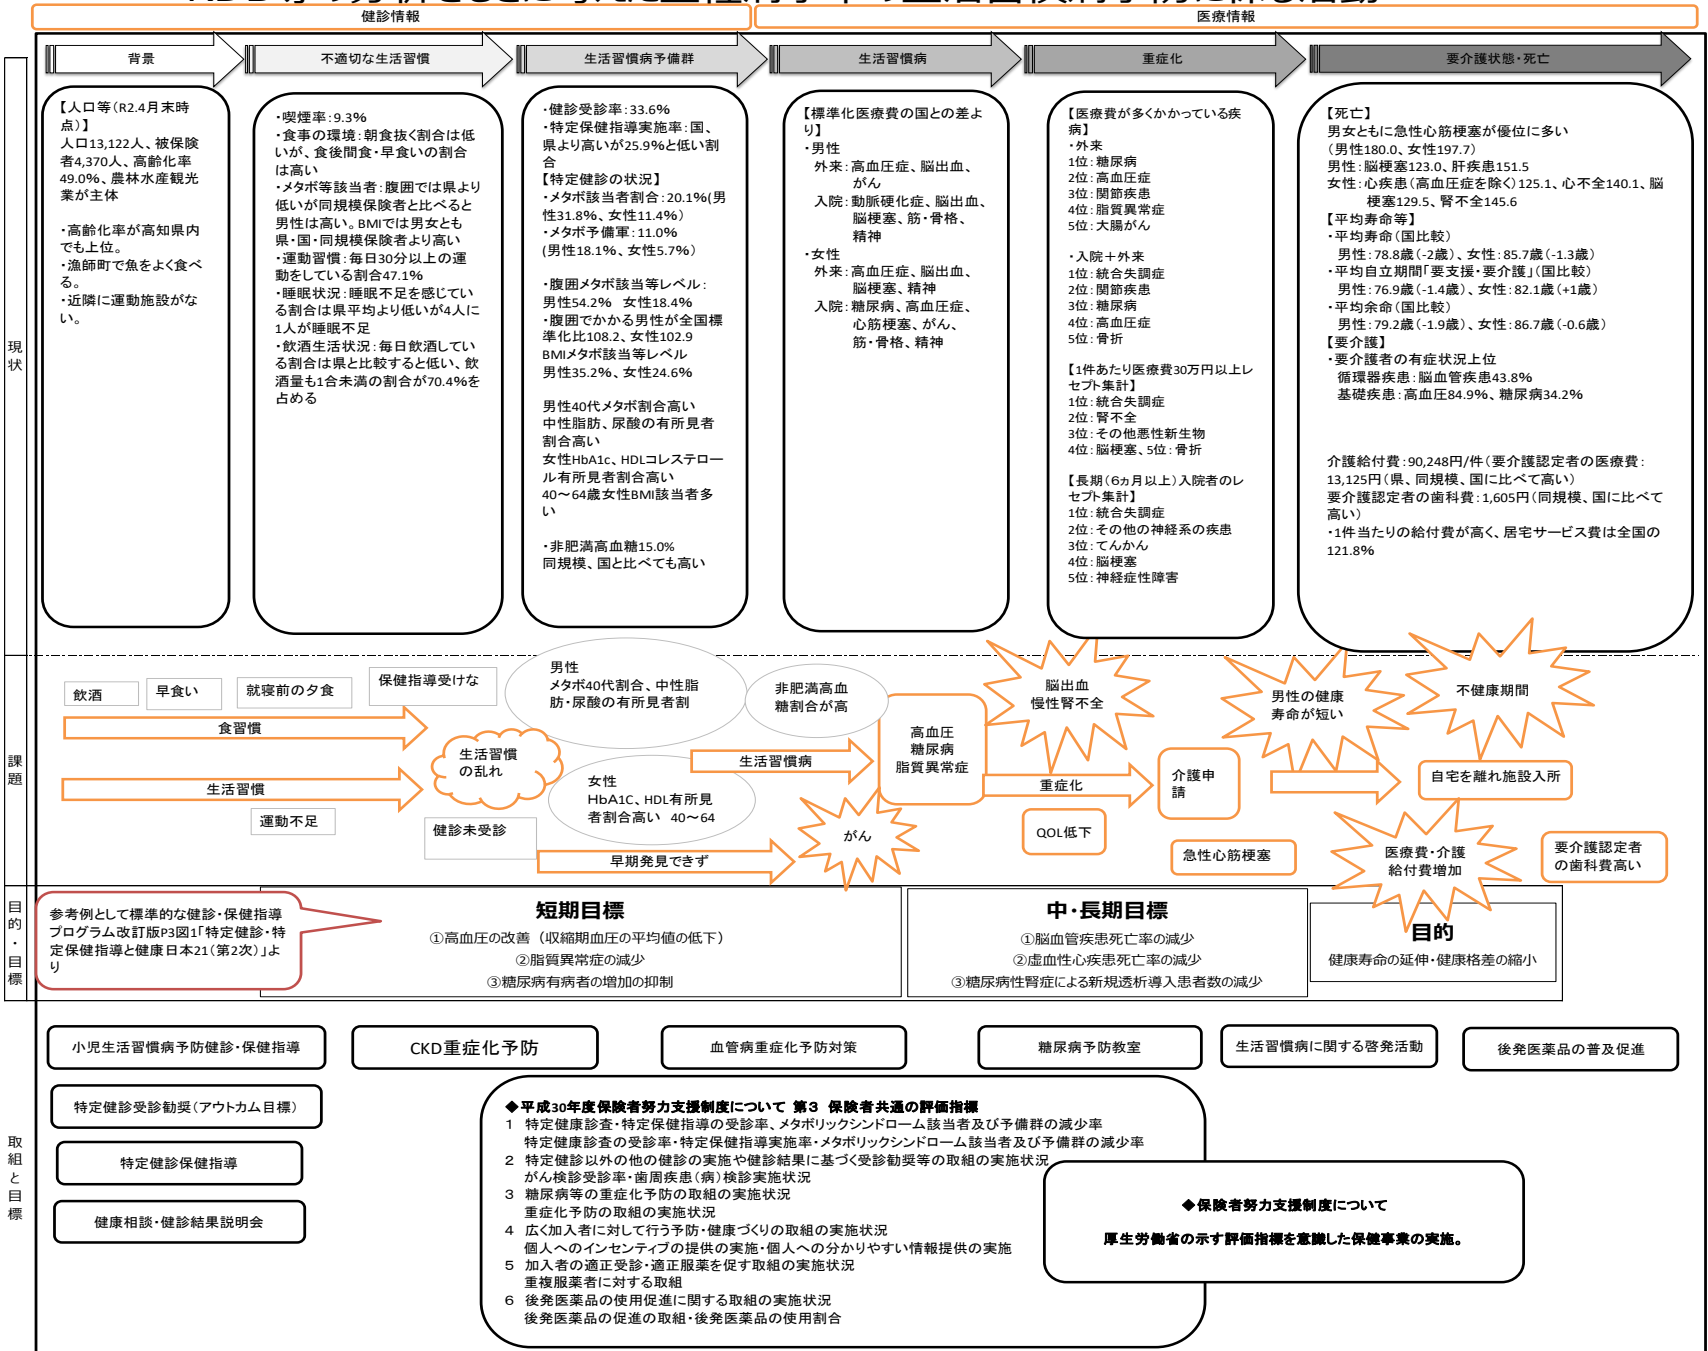 健診情報
医療情報
背景
不適切な生活習慣
生活習慣病予備群
生活習慣病
重症化
要介護状態・死亡
現状
【人口等(R2.4月末時
点)】
人口13,122人、被保険
者4,370人、高齢化率
49.0%、農林水産観光
業が主体
・高齢化率が高知県内
でも上位。
・漁師町で魚をよく食べ
る。
・近隣に運動施設がな
い。
・喫煙率:9.3%
・食事の環境:朝食抜く割合は低
いが、食後間食・早食いの割合
は高い
・メタボ等該当者:腹囲では県より
低いが同規模保険者と比べると
男性は高い。BMIでは男女とも
県・国・同規模保険者より高い
・運動習慣:毎日30分以上の運
動をしている割合47.1%
・睡眠状況:睡眠不足を感じてい
る割合は県平均より低いが4人に
1人が睡眠不足
・飲酒生活状況:毎日飲酒してい
る割合は県と比較すると低い、飲
酒量も1合未満の割合が70.4%を
占める
・健診受診率:33.6%
・特定保健指導実施率:国、
県より高いが25.9%と低い割
合
【特定健診の状況】
・メタボ該当者割合:20.1%(男
性31.8%、女性11.4%)
・メタボ予備軍:11.0%
(男性18.1%、女性5.7%)
・腹囲メタボ該当等レベル:
男性54.2% 女性18.4%
・腹囲でかかる男性が全国標
準化比108.2、女性102.9
BMIメタボ該当等レベル
男性35.2%、女性24.6%
男性40代メタボ割合高い
中性脂肪、尿酸の有所見者
割合高い
女性HbA1c、HDLコレステロー
ル有所見者割合高い
40～64歳女性BMI該当者多
い
・非肥満高血糖15.0%
同規模、国と比べても高い
【標準化医療費の国との差よ
り】
・男性
外来:高血圧症、脳出血、
がん
入院:動脈硬化症、脳出血、
脳梗塞、筋・骨格、
精神
・女性
外来:高血圧症、脳出血、
脳梗塞、精神
入院:糖尿病、高血圧症、
心筋梗塞、がん、
筋・骨格、精神
【医療費が多くかかっている疾
病】
・外来
1位:糖尿病
2位:高血圧症
3位:関節疾患
4位:脂質異常症
5位:大腸がん
・入院＋外来
1位:統合失調症
2位:関節疾患
3位:糖尿病
4位:高血圧症
5位:骨折
【1件あたり医療費30万円以上レ
セプト集計】
1位:統合失調症
2位:腎不全
3位:その他悪性新生物
4位:脳梗塞、5位:骨折
【長期(6ヵ月以上)入院者のレ
セプト集計】
1位:統合失調症
2位:その他の神経系の疾患
3位:てんかん
4位:脳梗塞
5位:神経症性障害
【死亡】
男女ともに急性心筋梗塞が優位に多い
(男性180.0、女性197.7)
男性:脳梗塞123.0、肝疾患151.5
女性:心疾患(高血圧症を除く)125.1、心不全140.1、脳
梗塞129.5、腎不全145.6
【平均寿命等】
・平均寿命(国比較)
男性:78.8歳(-2歳)、女性:85.7歳(-1.3歳)
・平均自立期間「要支援・要介護」(国比較)
男性:76.9歳(-1.4歳)、女性:82.1歳(+1歳)
・平均余命(国比較)
男性:79.2歳(-1.9歳)、女性:86.7歳(-0.6歳)
【要介護】
・要介護者の有症状況上位
循環器疾患:脳血管疾患43.8%
基礎疾患:高血圧84.9%、糖尿病34.2%
介護給付費:90,248円/件(要介護認定者の医療費:
13,125円(県、同規模、国に比べて高い)
要介護認定者の歯科費:1,605円(同規模、国に比べて
高い)
・1件当たりの給付費が高く、居宅サービス費は全国の
121.8%
課題
飲酒
早食い
就寝前の夕食
保健指導受けな
食習慣
生活習慣
運動不足
生活習慣
の乱れ
健診未受診
男性
メタボ40代割合、中性脂
肪・尿酸の有所見者割
女性
HbA1C、HDL有所見
者割合高い 40～64
非肥満高血
糖割合が高
生活習慣病
早期発見できず
高血圧
糖尿病
脂質異常症
がん
脳出血
慢性腎不全
重症化
QOL低下
介護申
請
急性心筋梗塞
男性の健康
寿命が短い
不健康期間
自宅を離れ施設入所
医療費・介護
給付費増加
要介護認定者
の歯科費高い
目的・目標
参考例として標準的な健診・保健指導
プログラム改訂版P3図1「特定健診・特
定保健指導と健康日本21(第2次)」よ
り
短期目標
①高血圧の改善 (収縮期血圧の平均値の低下)
②脂質異常症の減少
③糖尿病有病者の増加の抑制
中・長期目標
①脳血管疾患死亡率の減少
②虚血性心疾患死亡率の減少
③糖尿病性腎症による新規透析導入患者数の減少
目的
健康寿命の延伸・健康格差の縮小
取組と目標
小児生活習慣病予防健診・保健指導
CKD重症化予防
血管病重症化予防対策
糖尿病予防教室
生活習慣病に関する啓発活動
後発医薬品の普及促進
特定健診受診勧奨(アウトカム目標)
特定健診保健指導
健康相談・健診結果説明会
◆平成30年度保険者努力支援制度について 第3 保険者共通の評価指標
1 特定健康診査・特定保健指導の受診率、メタボリックシンドローム該当者及び予備群の減少率
特定健康診査の受診率・特定保健指導実施率・メタボリックシンドローム該当者及び予備群の減少率
2 特定健診以外の他の健診の実施や健診結果に基づく受診勧奨等の取組の実施状況
がん検診受診率・歯周疾患(病)検診実施状況
3 糖尿病等の重症化予防の取組の実施状況
重症化予防の取組の実施状況
4 広く加入者に対して行う予防・健康づくりの取組の実施状況
個人へのインセンティブの提供の実施・個人への分かりやすい情報提供の実施
5 加入者の適正受診・適正服薬を促す取組の実施状況
重複服薬者に対する取組
6 後発医薬品の使用促進に関する取組の実施状況
後発医薬品の促進の取組・後発医薬品の使用割合
◆保険者努力支援制度について
厚生労働省の示す評価指標を意識した保健事業の実施。